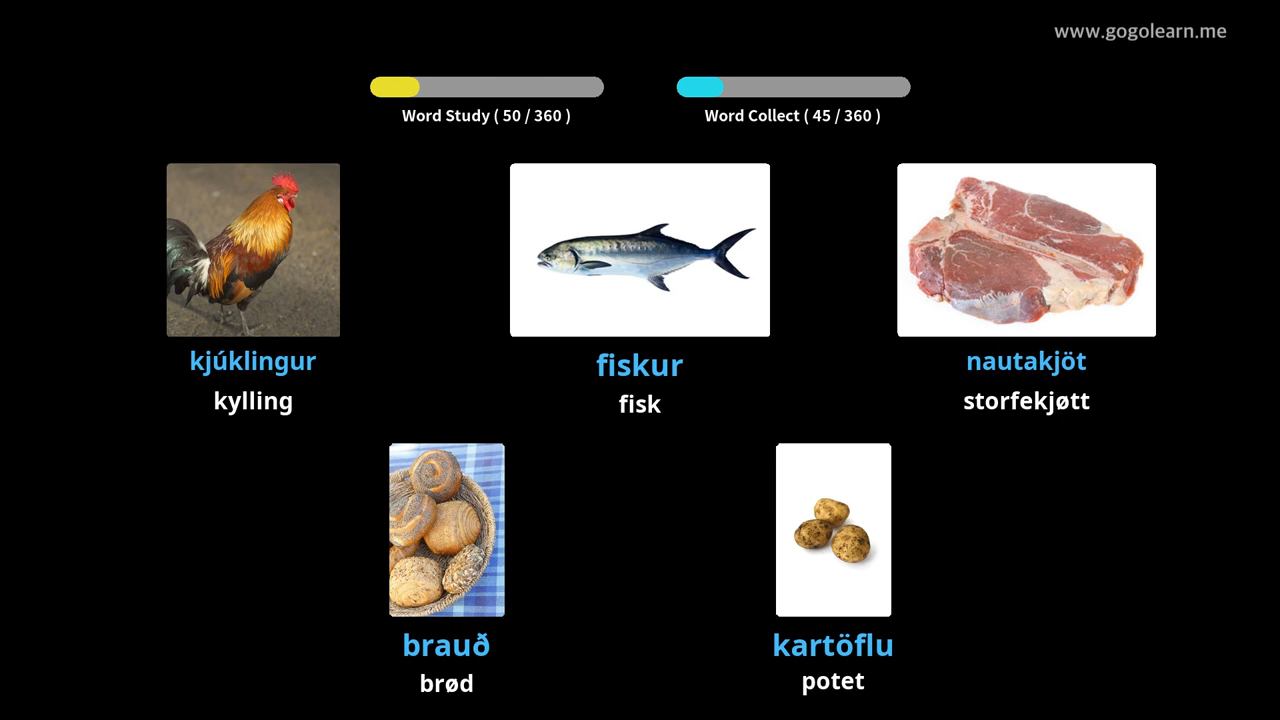 www.gogolearn.me
Word Study ( 50 / 360 )
Word Collect ( 45 / 360 )
kjúklingur
kylling
fiskur
fisk
nautakjöt
storfekjøtt
brauð
brød
kartöflu
potet